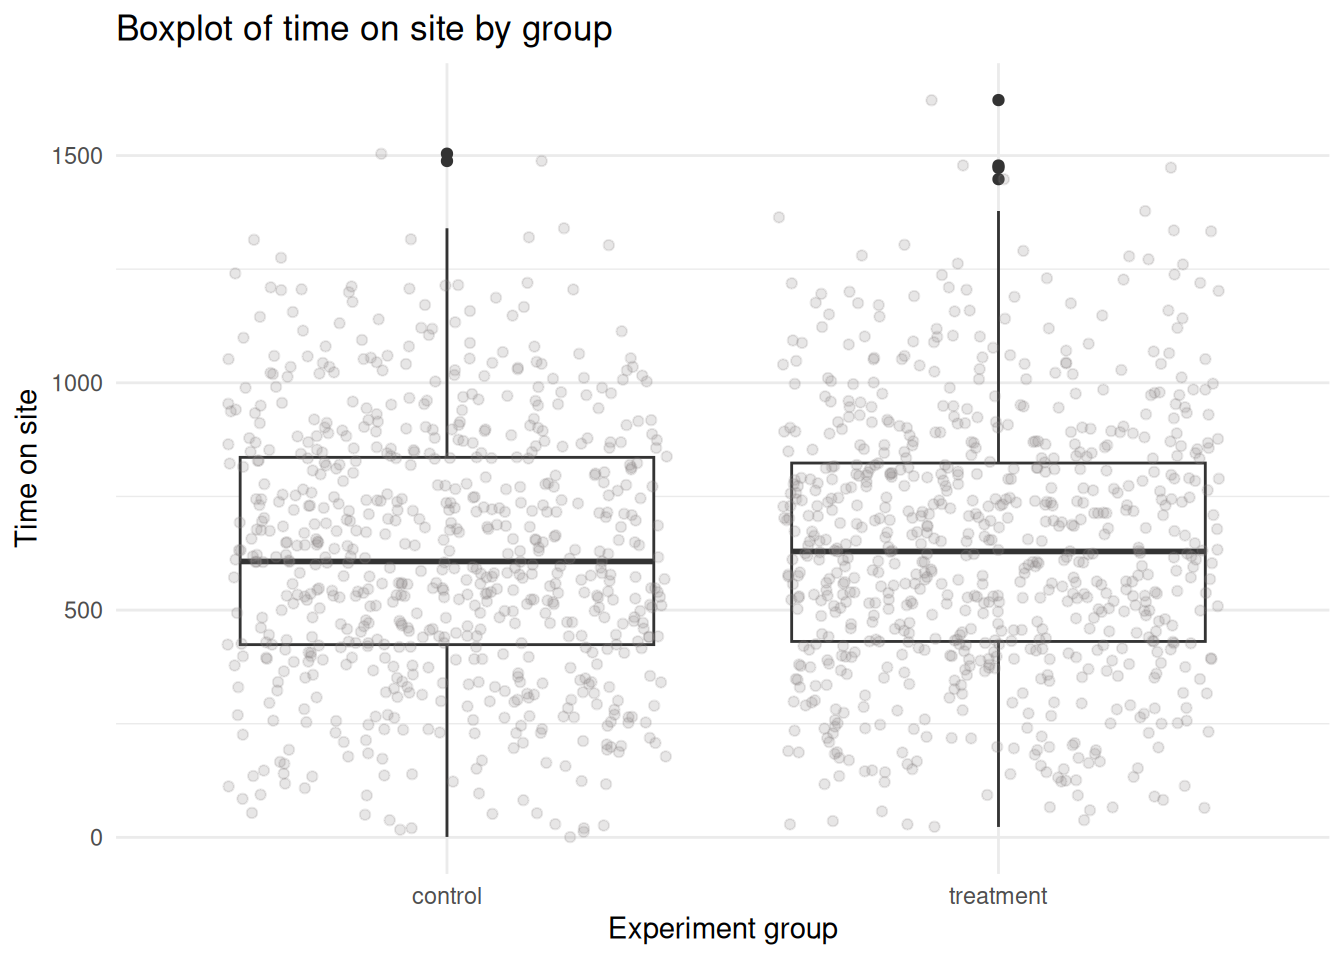 Boxplot of time on site by group
Time on site
1500
1000
500
0
control
treatment
Experiment group